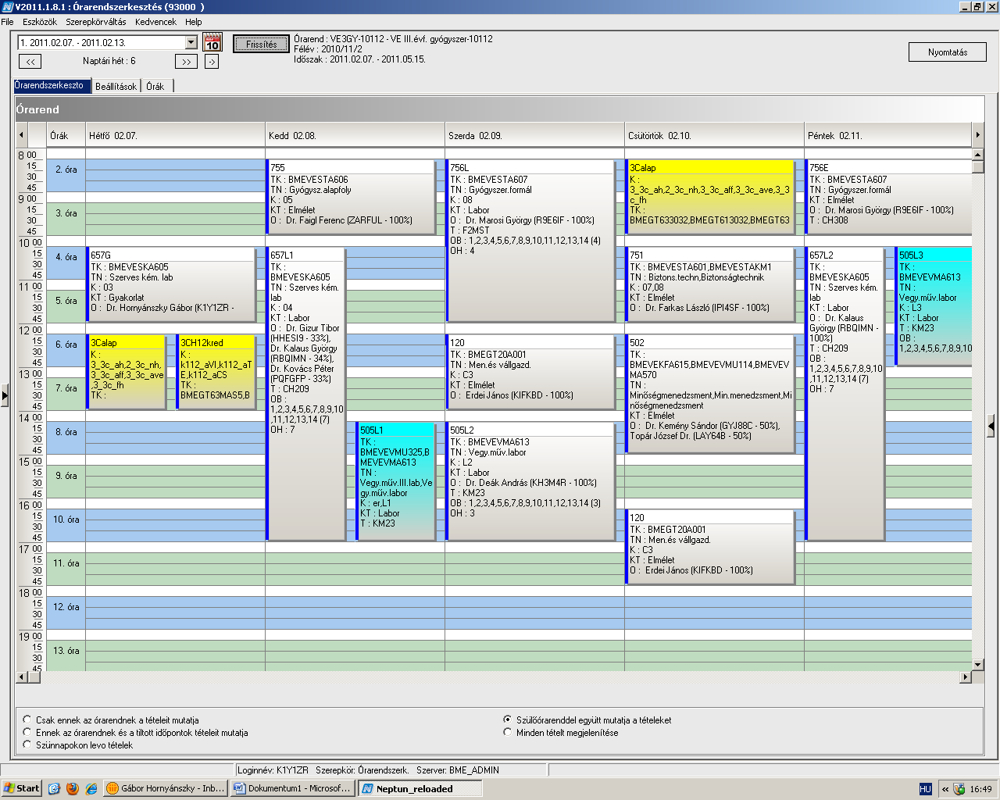 V2011.1.8.1 : Órarendszerkesztés (93000  )
File Eszközök Szerepkörváltás Kedvencek Help
1. 2011.02.07. - 2011.02.13.
10
Frissítés
Órarend : VE3GY-10112 - VE III.évf. gyógyszer-10112
Félév : 2010/11/2
Időszak : 2011.02.07. - 2011.05.15.
Nyomtatás
<< Naptári hét : 6 >> ->
Órarendszerkeszto Beállítások Órák
Órarend
Órák Hétfő 02.07. Kedd 02.08. Szerda 02.09. Csütörtök 02.10. Péntek 02.11.
8 00
15
30
45
9 00
15
30
45
10 00
15
30
45
11 00
15
30
45
12 00
15
30
45
13 00
15
30
45
14 00
15
30
45
15 00
15
30
45
16 00
15
30
45
17 00
15
30
45
18 00
15
30
45
19 00
15
30
45
2. óra
3. óra
4. óra
5. óra
6. óra
7. óra
8. óra
9. óra
10. óra
11. óra
12. óra
13. óra
657G
TK : BMEVESKA605
TN : Szerves kém. lab
K : 03
KT : Gyakorlat
O :  Dr. Hornyánszky Gábor (K1Y1ZR -
3Calap
K :
3_3c_ah,2_3c_nh,
3_3c_aff,3_3c_ave
,3_3c_fh
TK :
3CH12kred
K :
k112_aVI,k112_aT
E,k112_aCS
TK :
BMEGT63MAS5,B
755
TK : BMEVESTA606
TN : Gyógysz.alapfoly
K : 05
KT : Elmélet
O :  Dr. Faigl Ferenc (ZARFUL - 100%)
657L1
TK :
BMEVESKA605
TN : Szerves kém.
lab
K : 04
KT : Labor
O :  Dr. Gizur Tibor
(HHESI9 - 33%),
Dr. Kalaus György
(RBQIMN - 34%),
Dr. Kovács Péter
(PQFGFP - 33%)
T : CH209
OB :
1,2,3,4,5,6,7,8,9,10
,11,12,13,14 (7)
OH : 7
505L1
TK :
BMEVEVMU325,B
MEVEVMA613
TN :
Vegy.műv.III.lab,Ve
gy.műv.labor
K : er,L1
KT : Labor
T : KM23
756L
TK : BMEVESTA607
TN : Gyógyszer.formál
K : 08
KT : Labor
O :  Dr. Marosi György (R9E6IF - 100%)
T : F2MST
OB : 1,2,3,4,5,6,7,8,9,10,11,12,13,14 (4)
OH : 4
120
TK : BMEGT20A001
TN : Men.és vállgazd.
K : C3
KT : Elmélet
O :  Erdei János (KIFKBD - 100%)
505L2
TK : BMEVEVMA613
TN : Vegy.műv.labor
K : L2
KT : Labor
O :  Dr. Deák András (KH3M4R - 100%)
T : KM23
OB : 1,2,3,4,5,6,7,8,9,10,11,12,13,14 (3)
OH : 3
3Calap
K :
3_3c_ah,2_3c_nh,3_3c_aff,3_3c_ave,3_3
c_fh
TK :
BMEGT633032,BMEGT613032,BMEGT63
751
TK : BMEVESTA601,BMEVESTAKM1
TN : Biztons.techn,Biztonságtechnik
K : 07,08
KT : Elmélet
O :  Dr. Farkas László (IPI4SF - 100%)
502
TK :
BMEVEKFA615,BMEVEVMU114,BMEVEV
MA570
TN :
Minőségmenedzsment,Min.menedzsment,Mi
nőségmenedzsment
KT : Elmélet
O :  Dr. Kemény Sándor (GYJ88C - 50%),
Topár József Dr. (LAY64B - 50%)
120
TK : BMEGT20A001
TN : Men.és vállgazd.
K : C3
KT : Elmélet
O :  Erdei János (KIFKBD - 100%)
756E
TK : BMEVESTA607
TN : Gyógyszer.formál
KT : Elmélet
O :  Dr. Marosi György (R9E6IF - 100%)
T : CH308
657L2
TK :
BMEVESKA605
TN : Szerves kém.
lab
KT : Labor
O :  Dr. Kalaus
György (RBQIMN -
100%)
T : CH209
OB :
1,2,3,4,5,6,7,8,9,10
,11,12,13,14 (7)
OH : 7
505L3
TK :
BMEVEVMA613
TN :
Vegy.műv.labor
K : L3
KT : Labor
T : KM23
OB :
1,2,3,4,5,6,7,8,9,10
Csak ennek az órarendnek a tételeit mutatja
Ennek az órarendnek és a tiltott időpontok tételeit mutatja
Szünnapokon levo tételek
Szülőórarenddel együtt mutatja a tételeket
Minden tételt megjelenítése
Loginnév: K1Y1ZR Szerepkör: Órarendszerk. Szerver: BME_ADMIN
Start Gábor Hornyánszky - Inb... Dokumentum1 - Microsof... Neptun_reloaded HU « 16:49